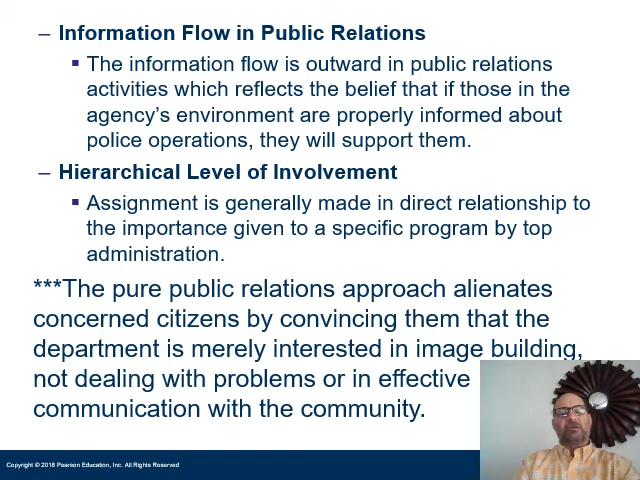 – Information Flow in Public Relations
▪ The information flow is outward in public relations
activities which reflects the belief that if those in the
agency’s environment are properly informed about
police operations, they will support them.
– Hierarchical Level of Involvement
▪ Assignment is generally made in direct relationship to
the importance given to a specific program by top
administration.
***The pure public relations approach alienates
concerned citizens by convincing them that the
department is merely interested in image building,
not dealing with problems or in effective
communication with the community.
Copyright © 2018 Pearson Education, Inc. All Rights Reserved